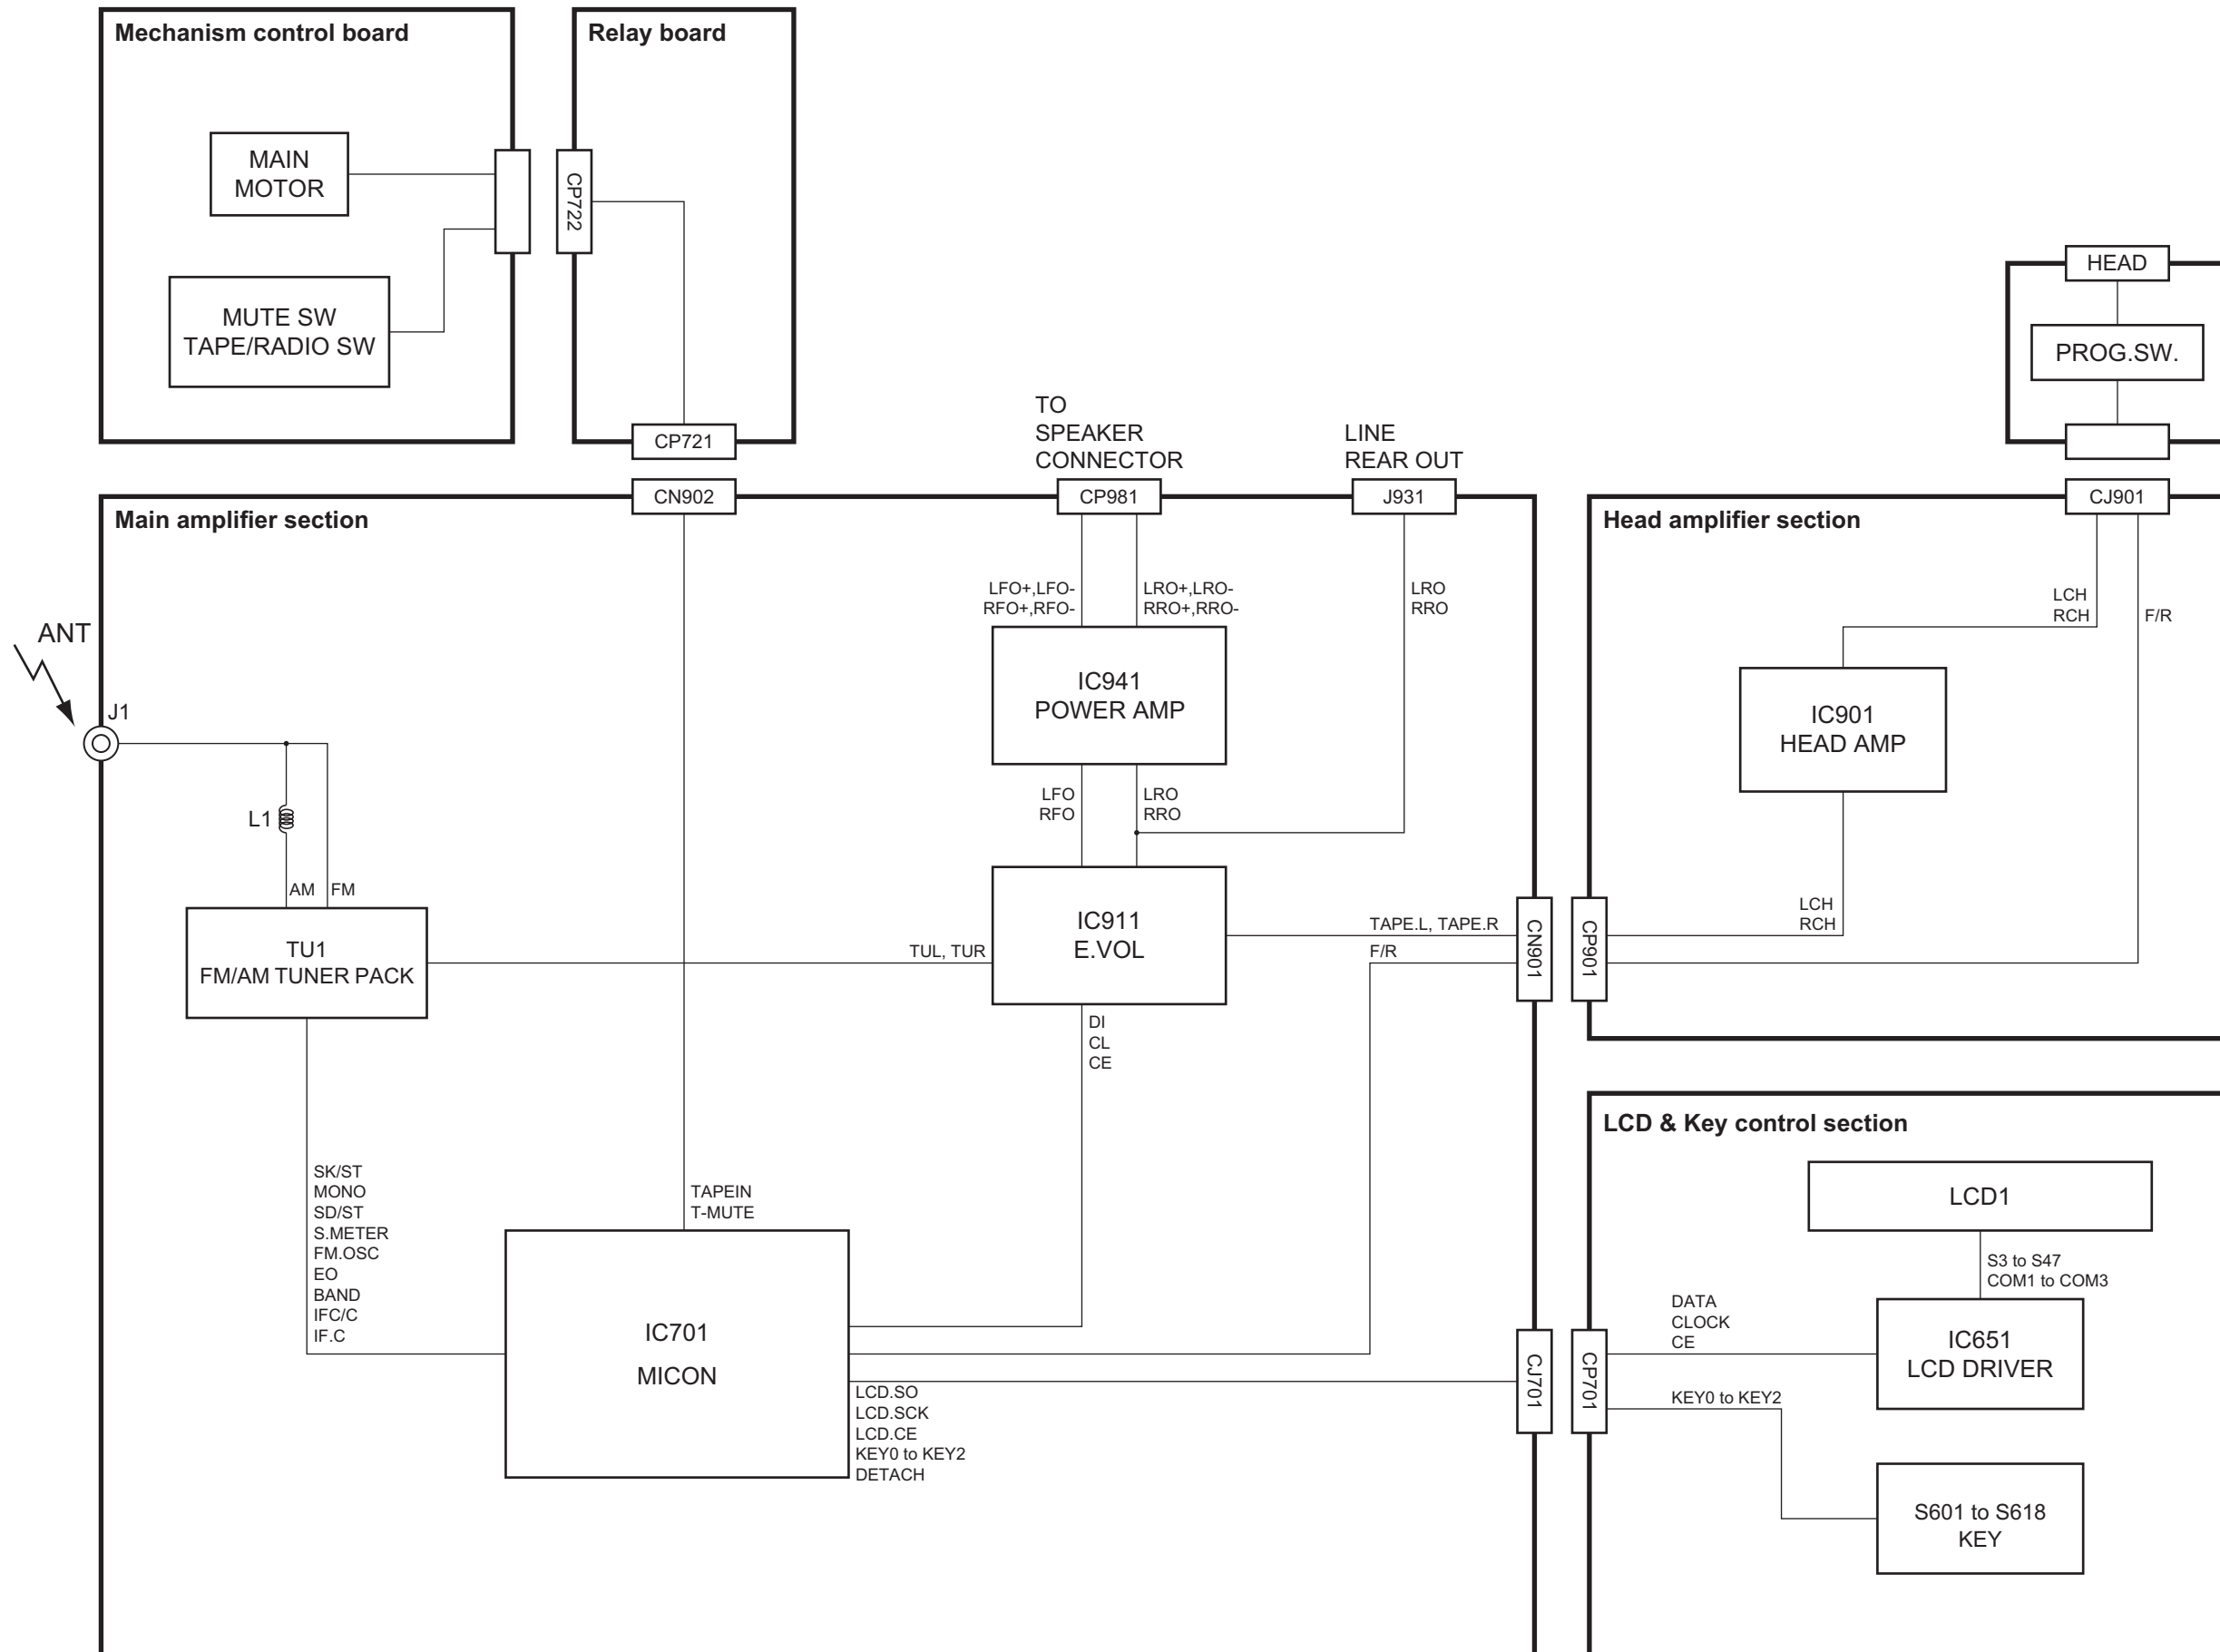 Mechanism control board
MAIN
MOTOR
MUTE SW
TAPE/RADIO SW
Relay board
CP722
CP721
HEAD
PROG.SW.
TO
SPEAKER
CONNECTOR
LINE
REAR OUT
Main amplifier section
CN902
CP981
J931
ANT
J1
L1
AM
FM
TU1
FM/AM TUNER PACK
LFO+,LFO-
RFO+,RFO-
LRO+,LRO-
RRO+,RRO-
LRO
RRO
IC941
POWER AMP
LFO
RFO
LRO
RRO
IC911
E.VOL
TUL, TUR
TAPE.L, TAPE.R
F/R
CN901
DI
CL
CE
SK/ST
MONO
SD/ST
S.METER
FM.OSC
EO
BAND
IFC/C
IF.C
TAPEIN
T-MUTE
IC701
MICON
LCD.SO
LCD.SCK
LCD.CE
KEY0 to KEY2
DETACH
CJ701
Head amplifier section
CJ901
LCH
RCH
F/R
IC901
HEAD AMP
LCH
RCH
CP901
LCD & Key control section
LCD1
S3 to S47
COM1 to COM3
DATA
CLOCK
CE
IC651
LCD DRIVER
CP701
KEY0 to KEY2
S601 to S618
KEY